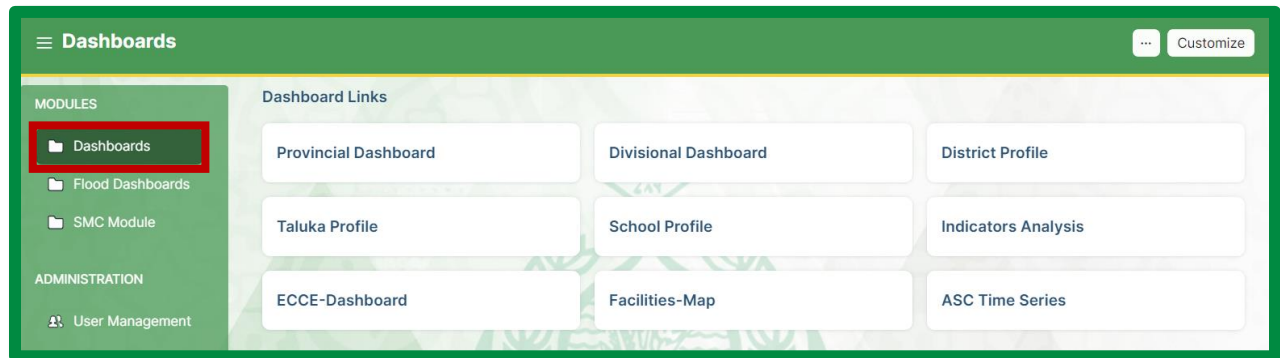 Dashboards
... Customize
MODULES
Dashboards
Flood Dashboards
SMC Module
ADMINISTRATION
User Management
Dashboard Links
Provincial Dashboard
Divisional Dashboard
District Profile
Taluka Profile
School Profile
Indicators Analysis
ECCE-Dashboard
Facilities-Map
ASC Time Series